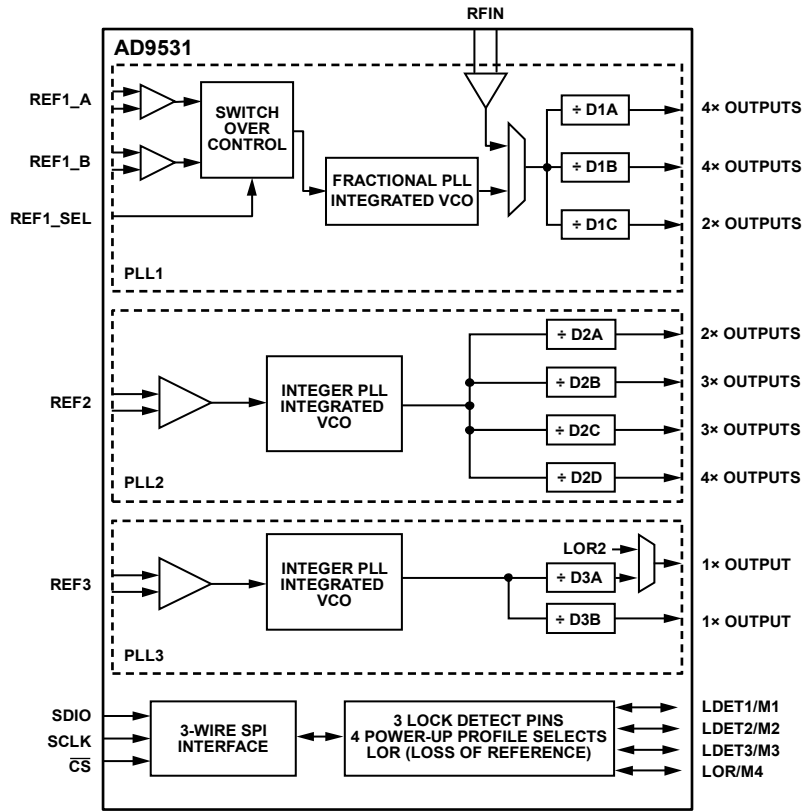 RFIN
AD9531
REF1_A
REF1_B
REF1_SEL
SWITCH
OVER
CONTROL
FRACTIONAL PLL
INTEGRATED VCO
÷ D1A
÷ D1B
÷ D1C
4× OUTPUTS
4× OUTPUTS
2× OUTPUTS
PLL1
REF2
INTEGER PLL
INTEGRATED
VCO
÷ D2A
÷ D2B
÷ D2C
÷ D2D
2× OUTPUTS
3× OUTPUTS
3× OUTPUTS
4× OUTPUTS
PLL2
REF3
INTEGER PLL
INTEGRATED
VCO
LOR2
÷ D3A
÷ D3B
1× OUTPUT
1× OUTPUT
PLL3
SDIO
SCLK
C̅S̅
3-WIRE SPI
INTERFACE
3 LOCK DETECT PINS
4 POWER-UP PROFILE SELECTS
LOR (LOSS OF REFERENCE)
LDET1/M1
LDET2/M2
LDET3/M3
LOR/M4